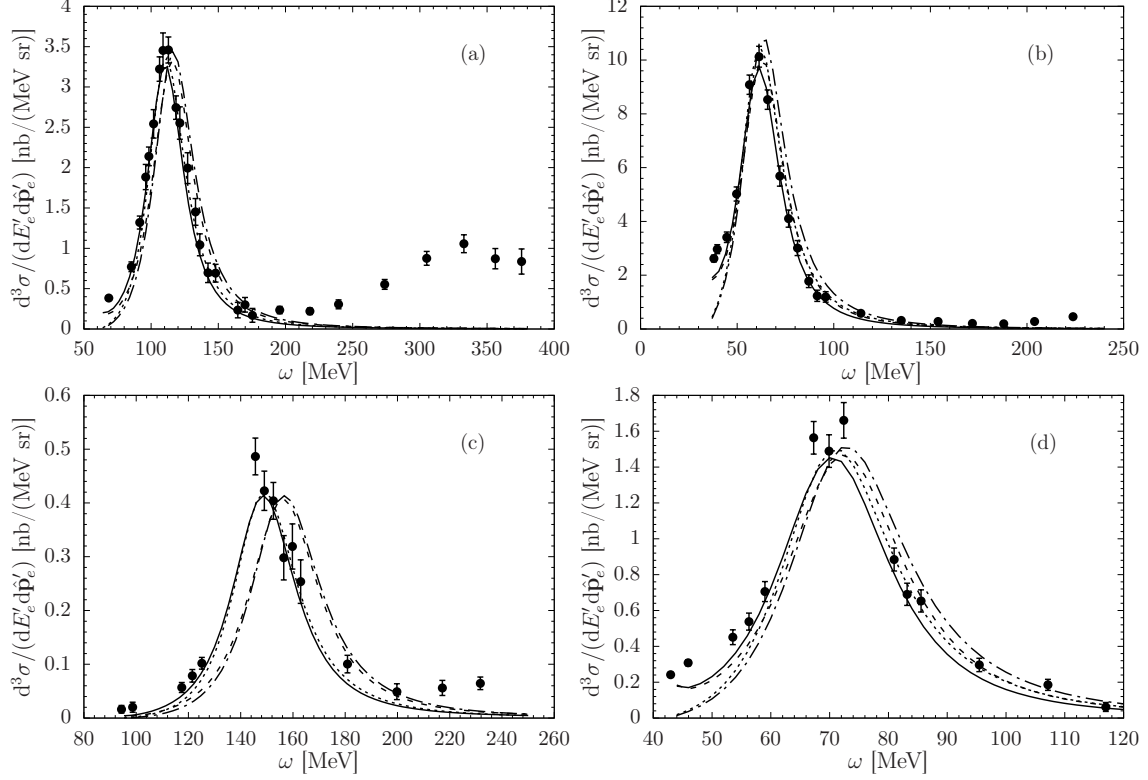 (a)
d³σ/(dE′ₑdp̂′ₑ) [nb/(MeV sr)]
4
3.5
3
2.5
2
1.5
1
0.5
0
50 100 150 200 250 300 350 400
ω [MeV]
(b)
d³σ/(dE′ₑdp̂′ₑ) [nb/(MeV sr)]
12
10
8
6
4
2
0
0 50 100 150 200 250
ω [MeV]
(c)
d³σ/(dE′ₑdp̂′ₑ) [nb/(MeV sr)]
0.6
0.5
0.4
0.3
0.2
0.1
0
80 100 120 140 160 180 200 220 240 260
ω [MeV]
(d)
d³σ/(dE′ₑdp̂′ₑ) [nb/(MeV sr)]
1.8
1.6
1.4
1.2
1
0.8
0.6
0.4
0.2
0
40 50 60 70 80 90 100 110 120
ω [MeV]